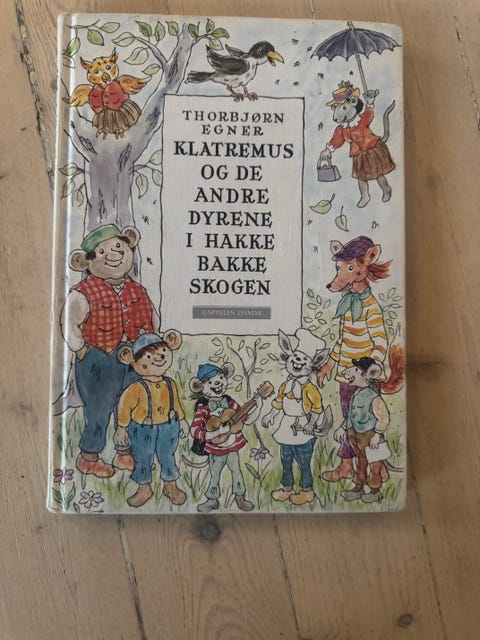 THORBJØRN
EGNER
KLATREMUS
OG DE
ANDRE
DYRENE
I HAKKE
BAKKE
SKOGEN
CAPPELEN DAMM